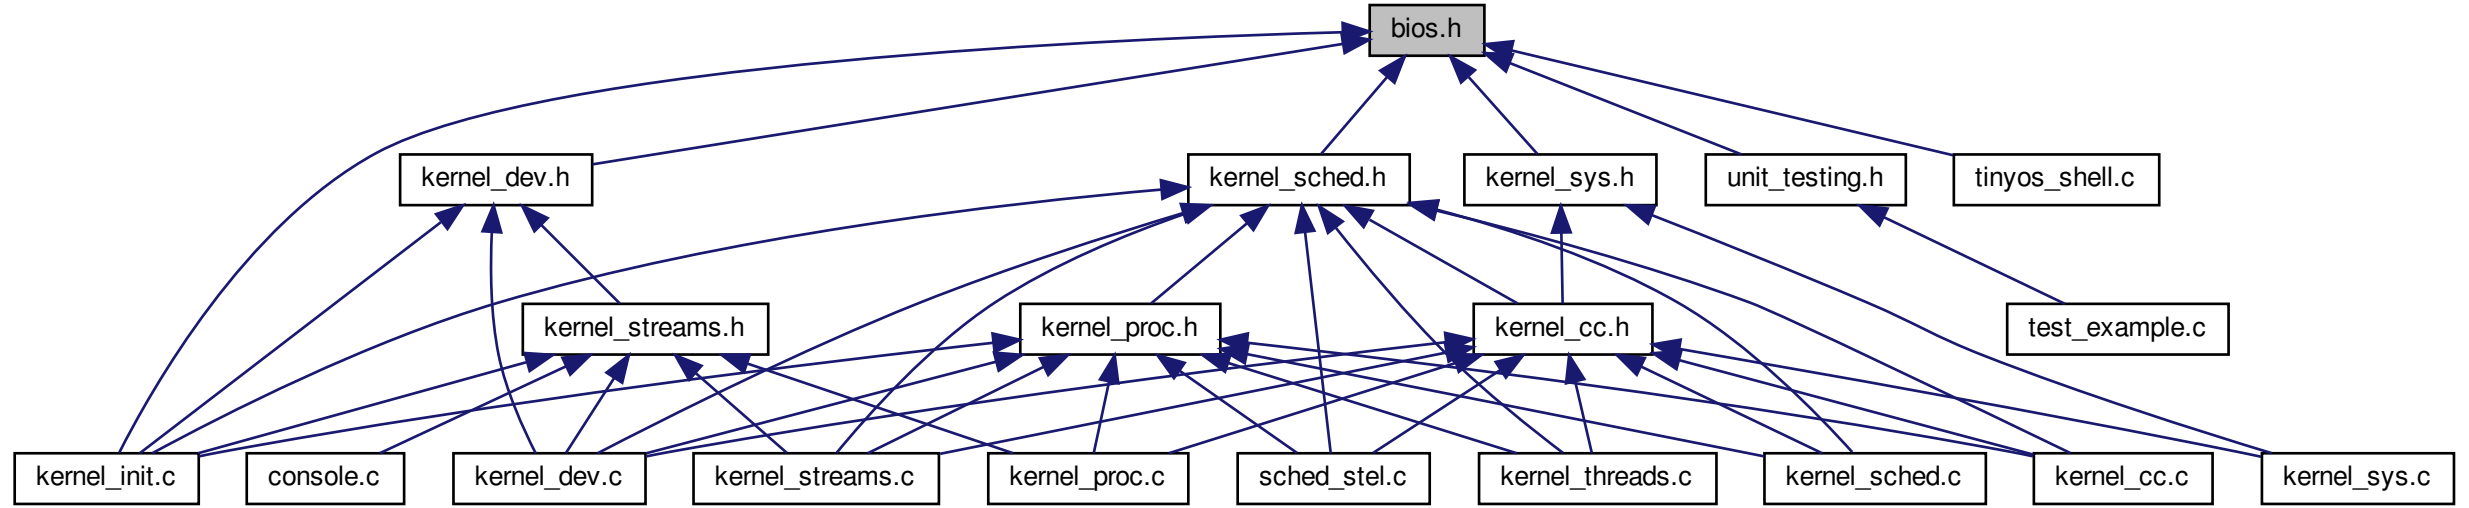 bios.h
kernel_dev.h
kernel_sched.h
kernel_sys.h
unit_testing.h
tinyos_shell.c
kernel_streams.h
kernel_proc.h
kernel_cc.h
test_example.c
kernel_init.c
console.c
kernel_dev.c
kernel_streams.c
kernel_proc.c
sched_stel.c
kernel_threads.c
kernel_sched.c
kernel_cc.c
kernel_sys.c